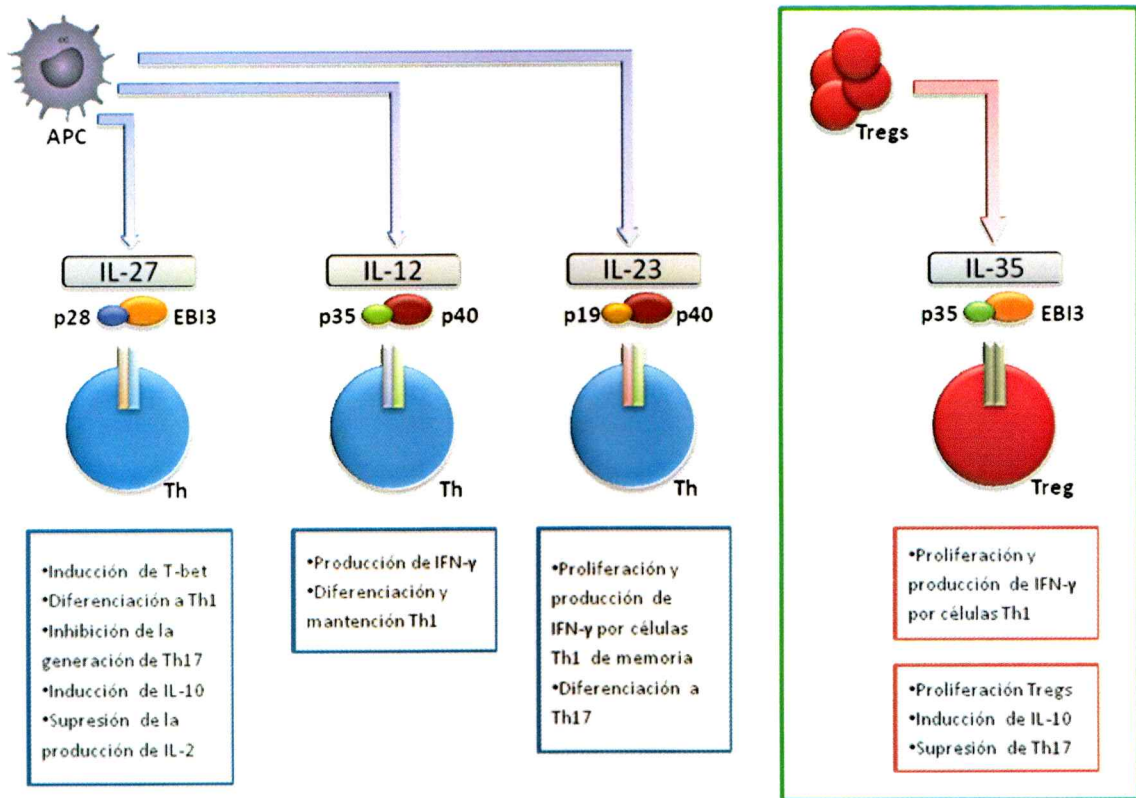 APC
Tregs
IL-27
IL-12
IL-23
IL-35
p28
EBI3
p35
p40
p19
p40
p35
EBI3
Th
Th
Th
Treg
•Inducción de T-bet
•Diferenciación a Th1
•Inhibición de la
generación de Th17
•Inducción de IL-10
•Supresión de la
producción de IL-2
•Producción de IFN-γ
•Diferenciación y
mantención Th1
•Proliferación y
producción de
IFN-γ por células
Th1 de memoria
•Diferenciación a
Th17
•Proliferación y
producción de IFN-γ
por células Th1
•Proliferación Tregs
•Inducción de IL-10
•Supresión de Th17